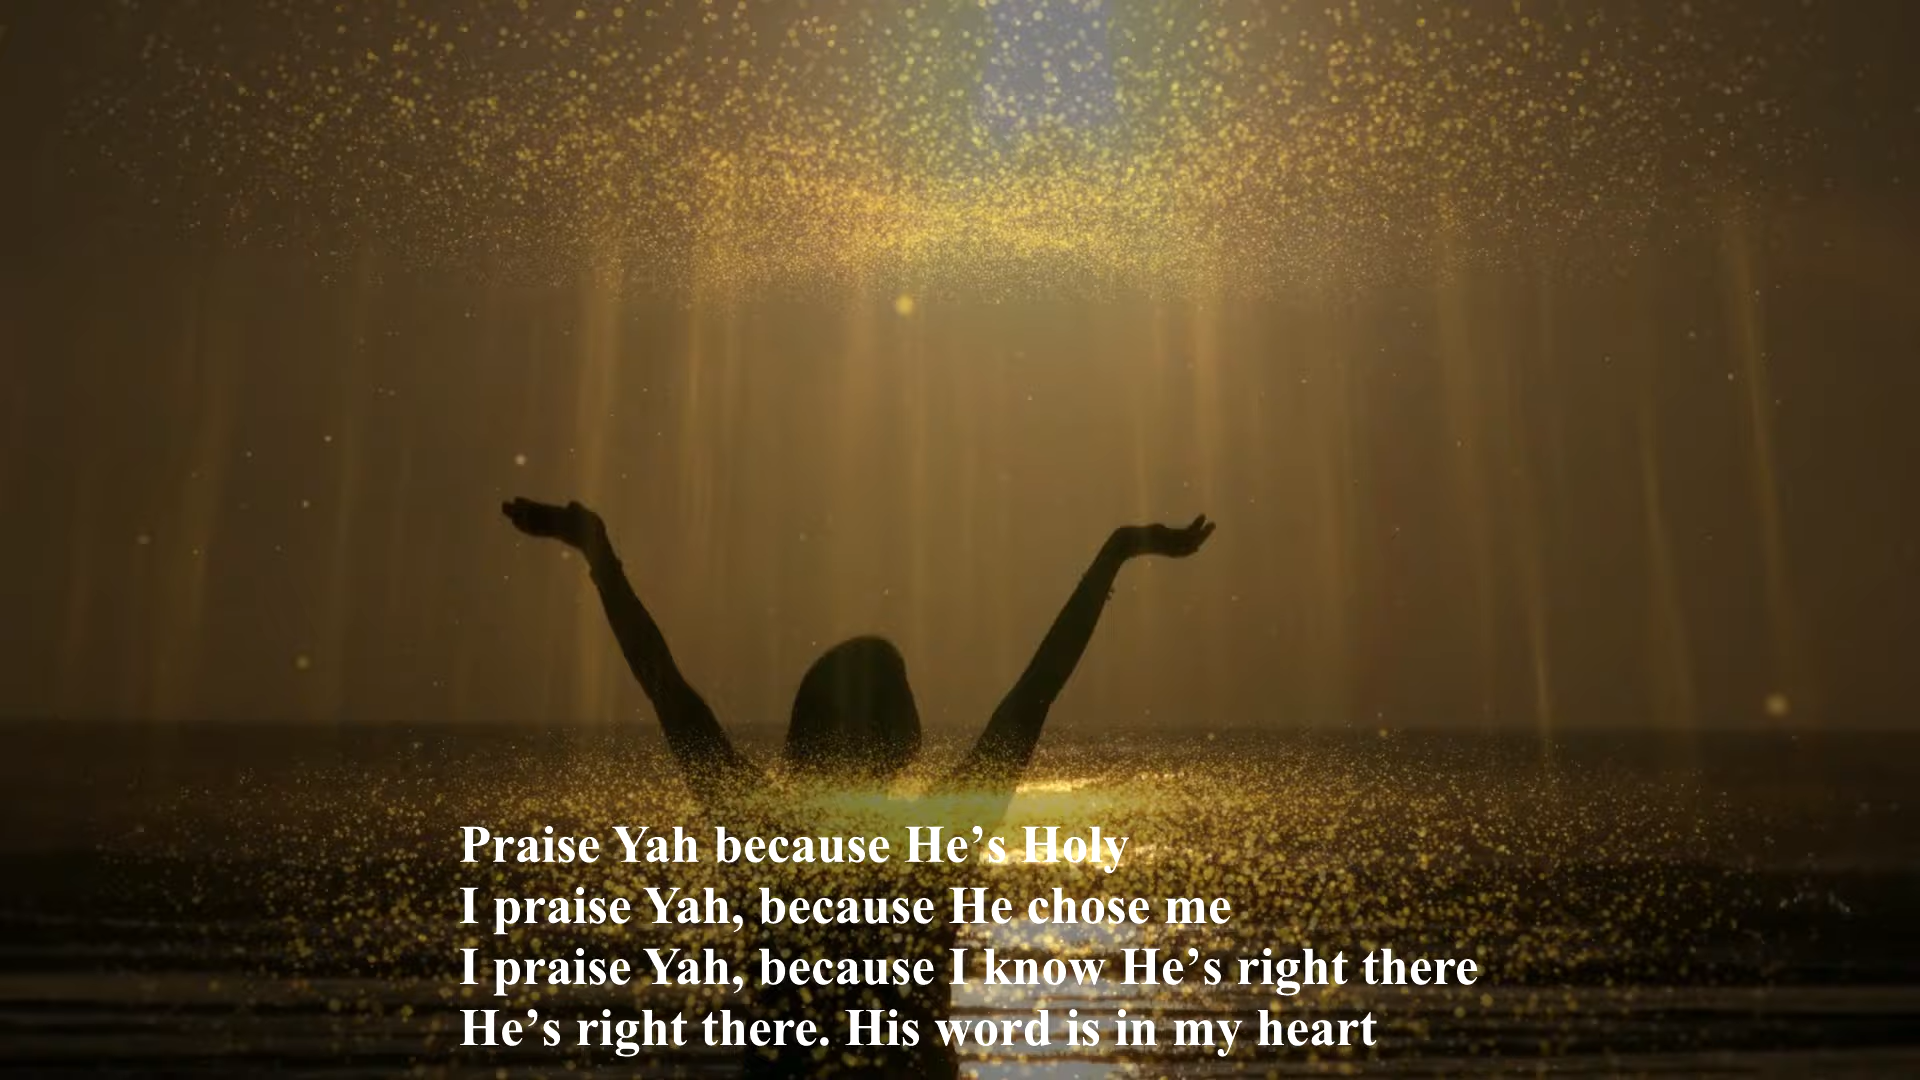 Praise Yah because He’s Holy
I praise Yah, because He chose me
I praise Yah, because I know He’s right there
He’s right there. His word is in my heart